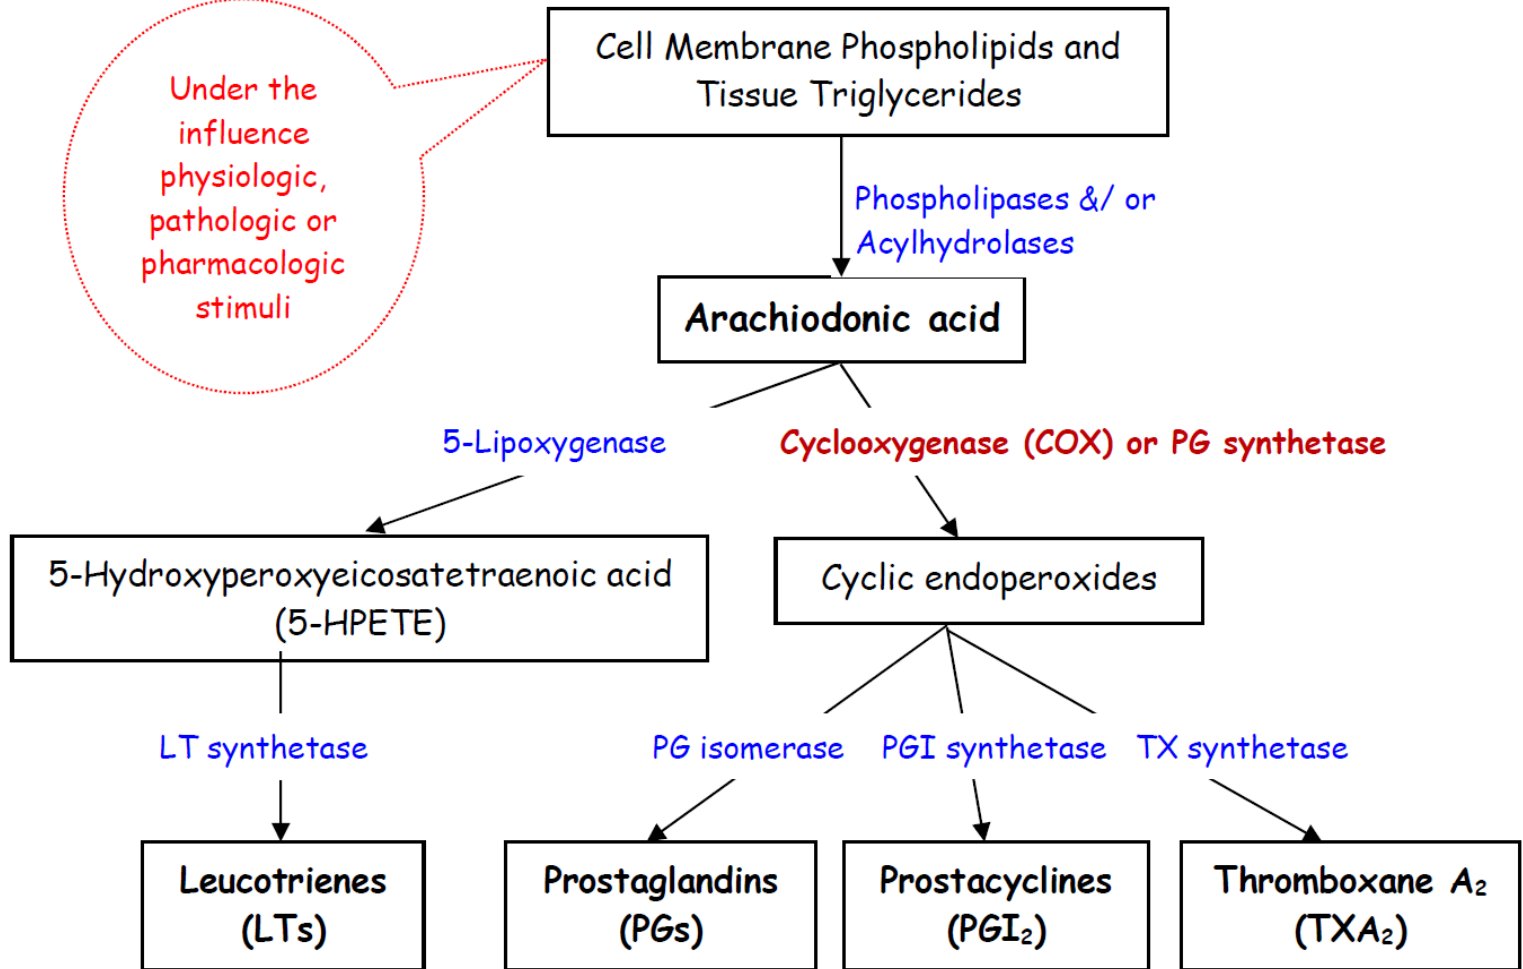 Cell Membrane Phospholipids and
Tissue Triglycerides
Under the
influence
physiologic,
pathologic or
pharmacologic
stimuli
Phospholipases &/ or
Acylhydrolases
Arachiodonic acid
5-Lipoxygenase
Cyclooxygenase (COX) or PG synthetase
5-Hydroxyperoxyeicosatetraenoic acid
(5-HPETE)
Cyclic endoperoxides
LT synthetase
PG isomerase
PGI synthetase
TX synthetase
Leucotrienes
(LTs)
Prostaglandins
(PGs)
Prostacyclines
(PGI₂)
Thromboxane A₂
(TXA₂)